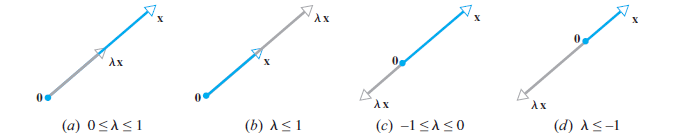 x λx x x
λx x 0 0
0 0 λx λx
(a) 0≤λ≤1 (b) λ≤1 (c) –1≤λ≤0 (d) λ≤–1